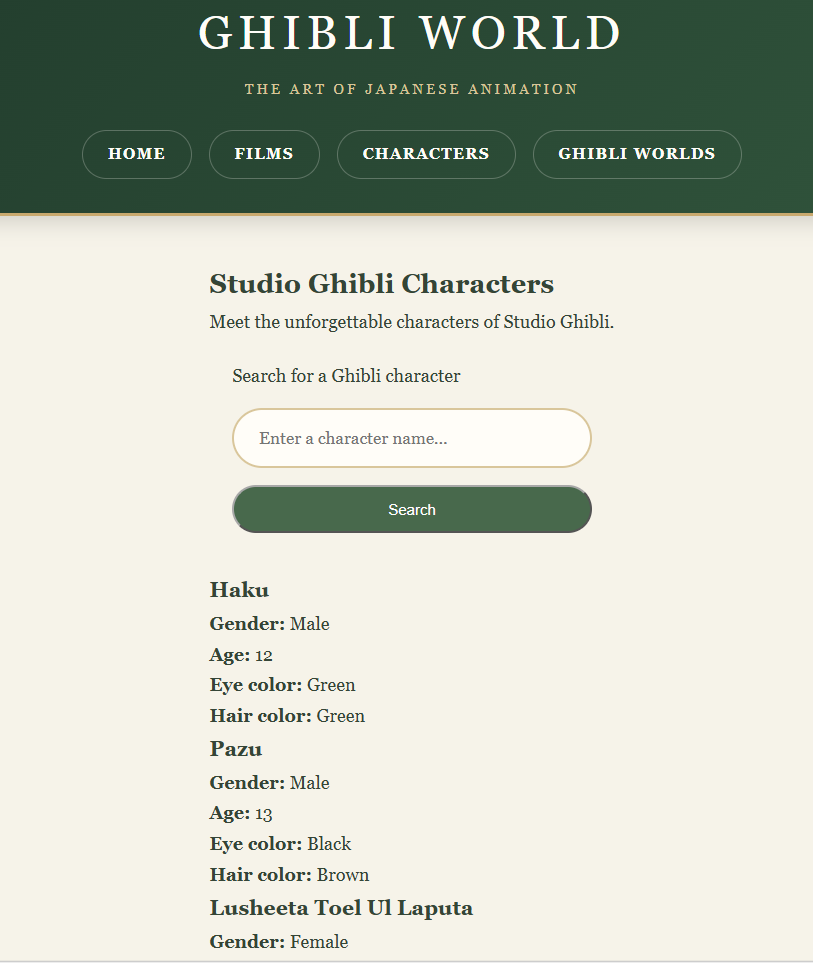 GHIBLI WORLD
THE ART OF JAPANESE ANIMATION
HOME FILMS CHARACTERS GHIBLI WORLDS
Studio Ghibli Characters
Meet the unforgettable characters of Studio Ghibli.
Search for a Ghibli character
Enter a character name...
Search
Haku
Gender: Male
Age: 12
Eye color: Green
Hair color: Green
Pazu
Gender: Male
Age: 13
Eye color: Black
Hair color: Brown
Lusheeta Toel Ul Laputa
Gender: Female